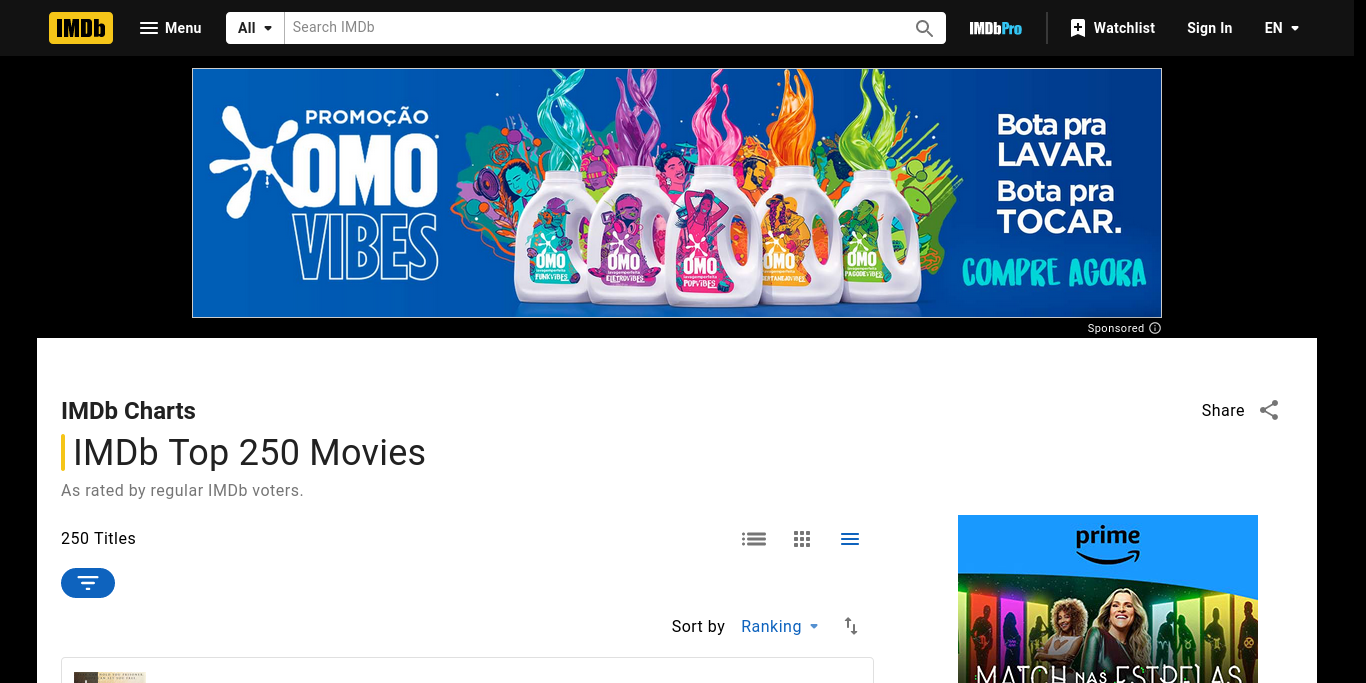 IMDb
Menu
All
Search IMDb
IMDbPro
Watchlist
Sign In
EN
PROMOÇÃO
OMO
VIBES
OMO
FUNKVIBES
OMO
ELETROVIBES
OMO
POPVIBES
OMO
SERTANEJOVIBES
OMO
PAGODEVIBES
Bota pra
LAVAR.
Bota pra
TOCAR.
COMPRE AGORA
Sponsored
IMDb Charts
Share
IMDb Top 250 Movies
As rated by regular IMDb voters.
250 Titles
Sort by
Ranking
prime
MATCH NAS ESTRELAS